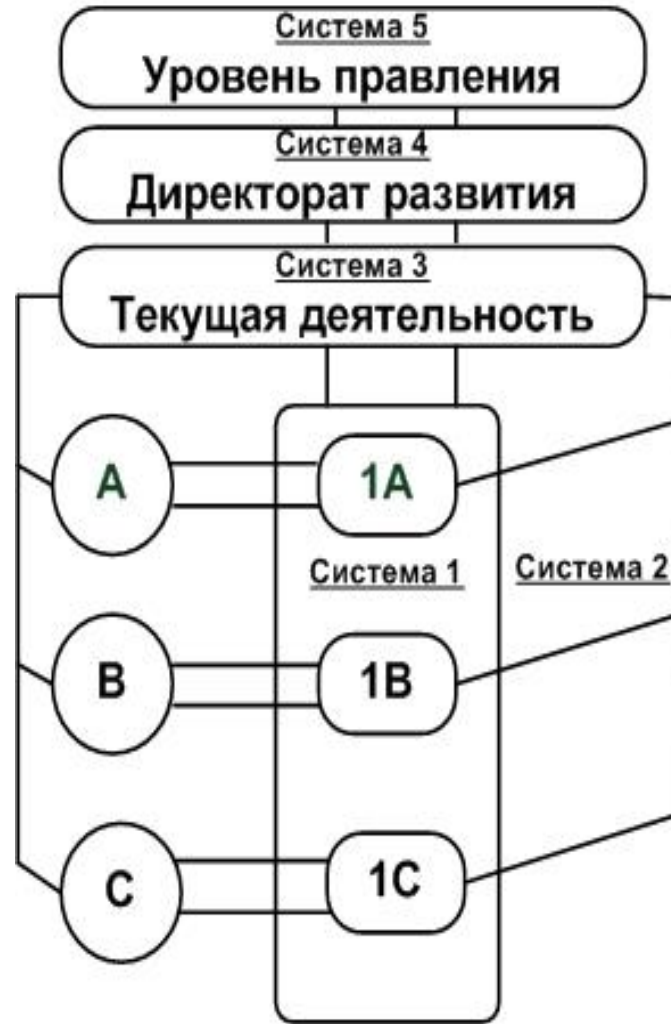 Система 5
Уровень правления
Система 4
Директорат развития
Система 3
Текущая деятельность
A
1A
Система 1
Система 2
B
1B
C
1C